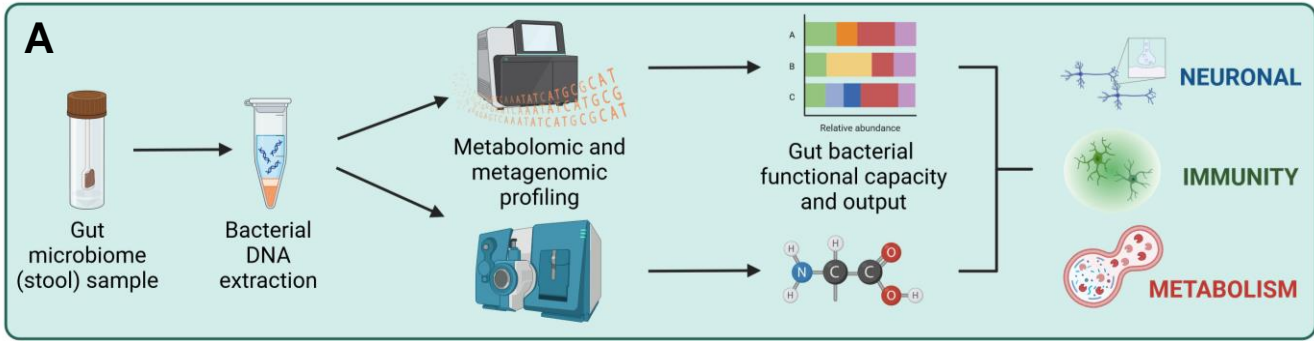 A
Gut
microbiome
(stool) sample
Bacterial
DNA
extraction
AAATATCATGCGCAT
Metabolomic and
metagenomic
profiling
A
B
C
Relative abundance
Gut bacterial
functional capacity
and output
H
H
N
C
C
O
H
O
H
NEURONAL
IMMUNITY
METABOLISM